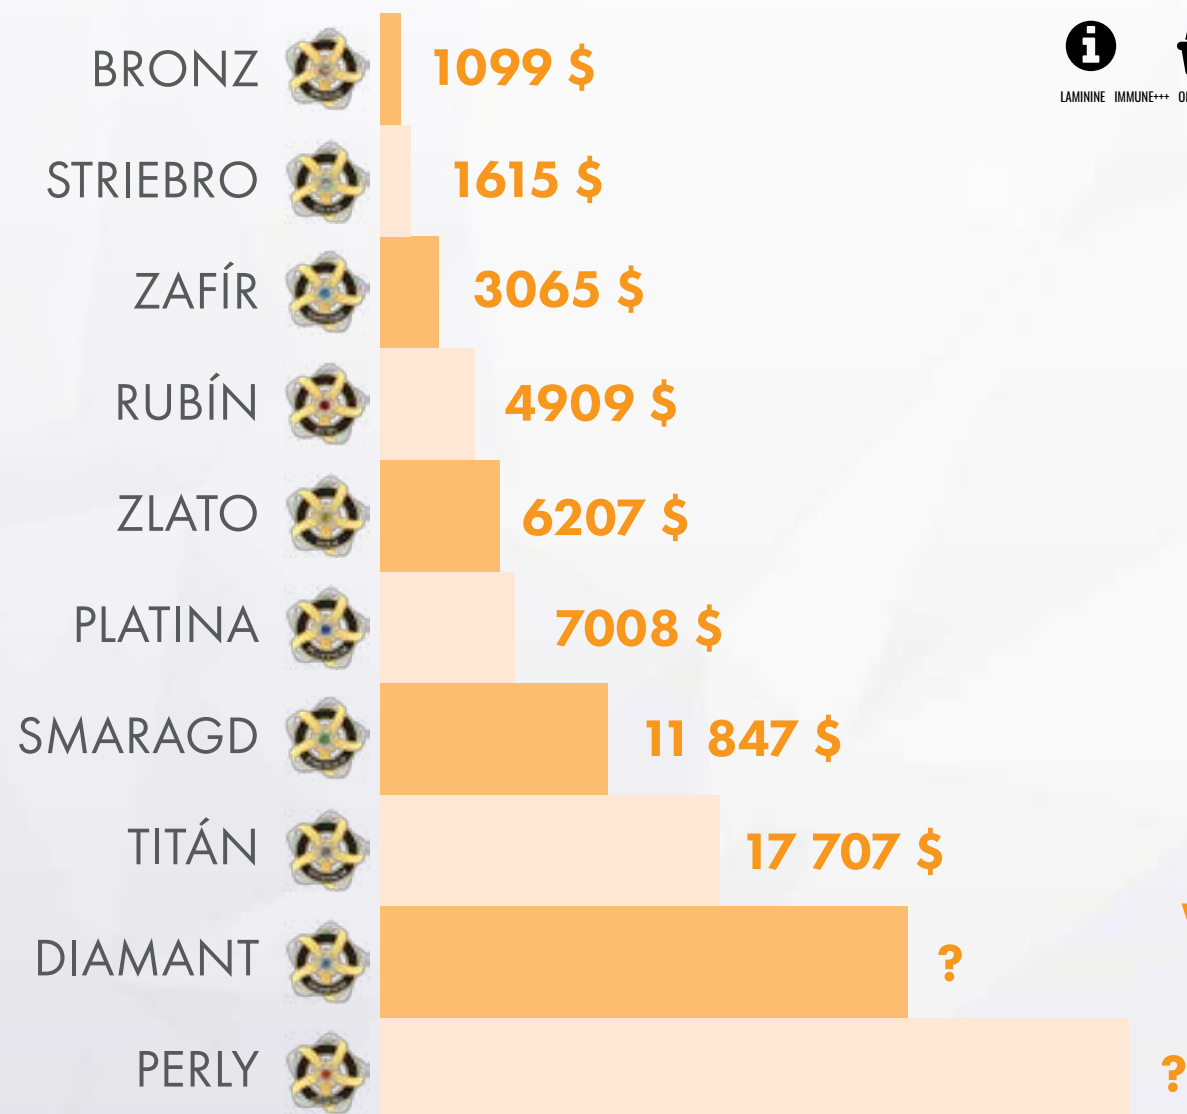 BRONZ 1099 $
LAMININE IMMUNE+++
STRIEBRO 1615 $
ZAFÍR 3065 $
RUBÍN 4909 $
ZLATO 6207 $
PLATINA 7008 $
SMARAGD 11 847 $
TITÁN 17 707 $
DIAMANT ?
PERLY ?